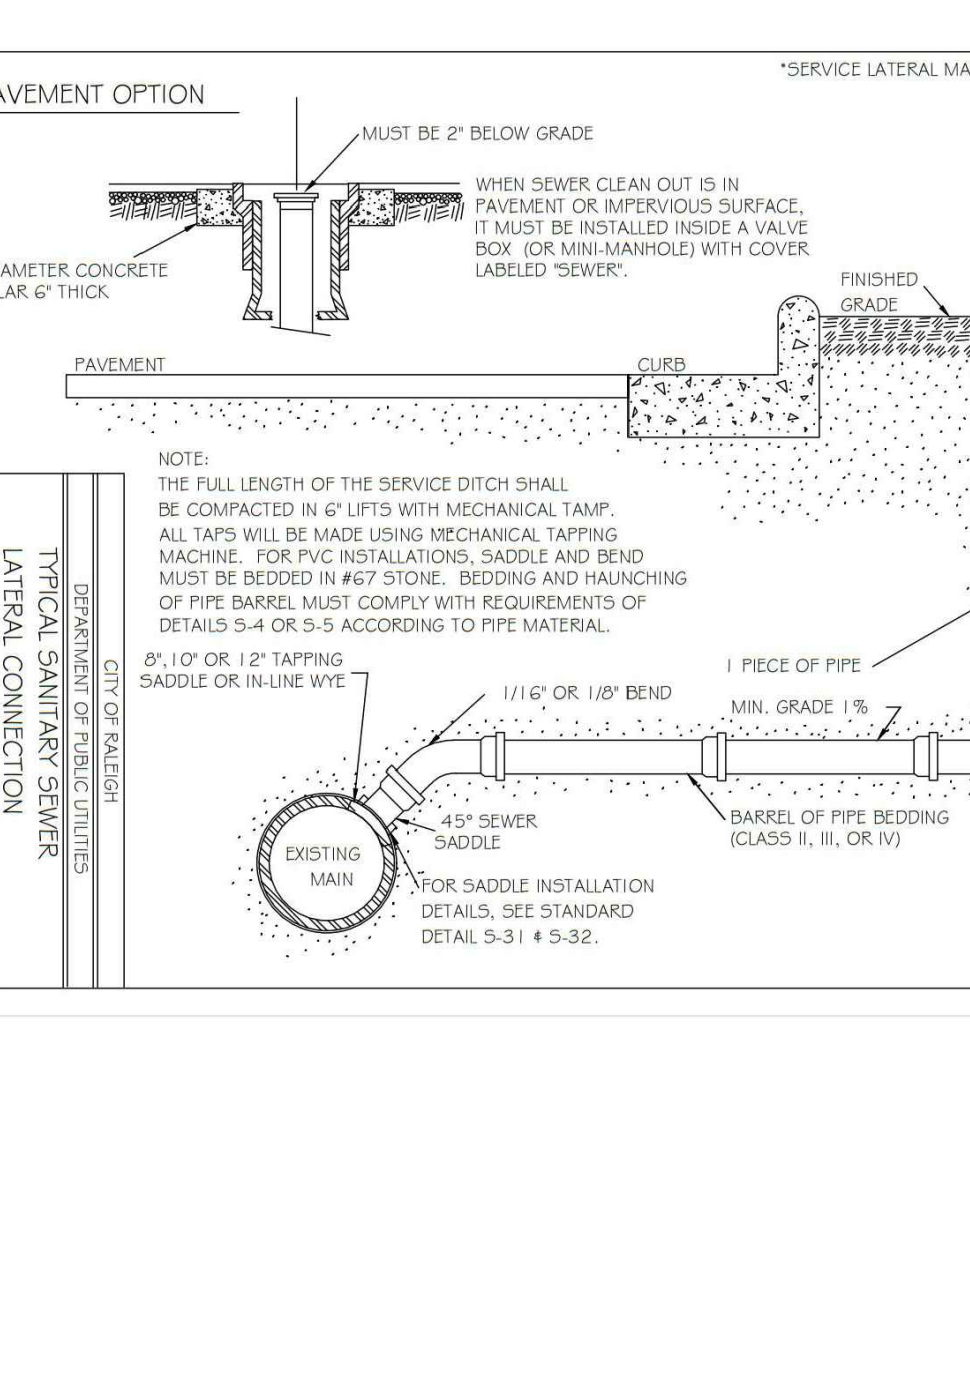 *SERVICE LATERAL MA
AVEMENT OPTION
MUST BE 2" BELOW GRADE
WHEN SEWER CLEAN OUT IS IN
PAVEMENT OR IMPERVIOUS SURFACE,
IT MUST BE INSTALLED INSIDE A VALVE
BOX (OR MINI-MANHOLE) WITH COVER
LABELED "SEWER".
AMETER CONCRETE
LAR 6" THICK
FINISHED
GRADE
PAVEMENT
CURB
NOTE:
THE FULL LENGTH OF THE SERVICE DITCH SHALL
BE COMPACTED IN 6" LIFTS WITH MECHANICAL TAMP.
ALL TAPS WILL BE MADE USING MECHANICAL TAPPING
MACHINE. FOR PVC INSTALLATIONS, SADDLE AND BEND
MUST BE BEDDED IN #67 STONE. BEDDING AND HAUNCHING
OF PIPE BARREL MUST COMPLY WITH REQUIREMENTS OF
DETAILS S-4 OR S-5 ACCORDING TO PIPE MATERIAL.
8",10" OR 12" TAPPING
SADDLE OR IN-LINE WYE
1/16" OR 1/8" BEND
1 PIECE OF PIPE
MIN. GRADE 1%
45° SEWER
SADDLE
BARREL OF PIPE BEDDING
(CLASS II, III, OR IV)
EXISTING
MAIN
FOR SADDLE INSTALLATION
DETAILS, SEE STANDARD
DETAIL S-31 & S-32.
CITY OF RALEIGH
DEPARTMENT OF PUBLIC UTILITIES
TYPICAL SANITARY SEWER
LATERAL CONNECTION